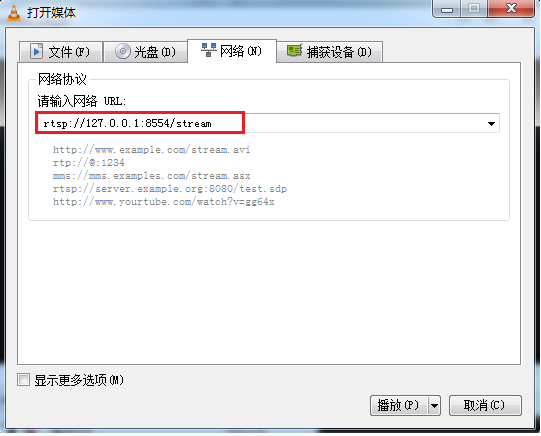 打开媒体
文件(F) 光盘(D) 网络(N) 捕获设备(D)
网络协议
请输入网络 URL:
rtsp://127.0.0.1:8554/stream
http://www.example.com/stream.avi
rtp://@:1234
mms://mms.examples.com/stream.asx
rtsp://server.example.org:8080/test.sdp
http://www.yourtube.com/watch?v=gg64x
显示更多选项(M)
播放(P) 取消(C)